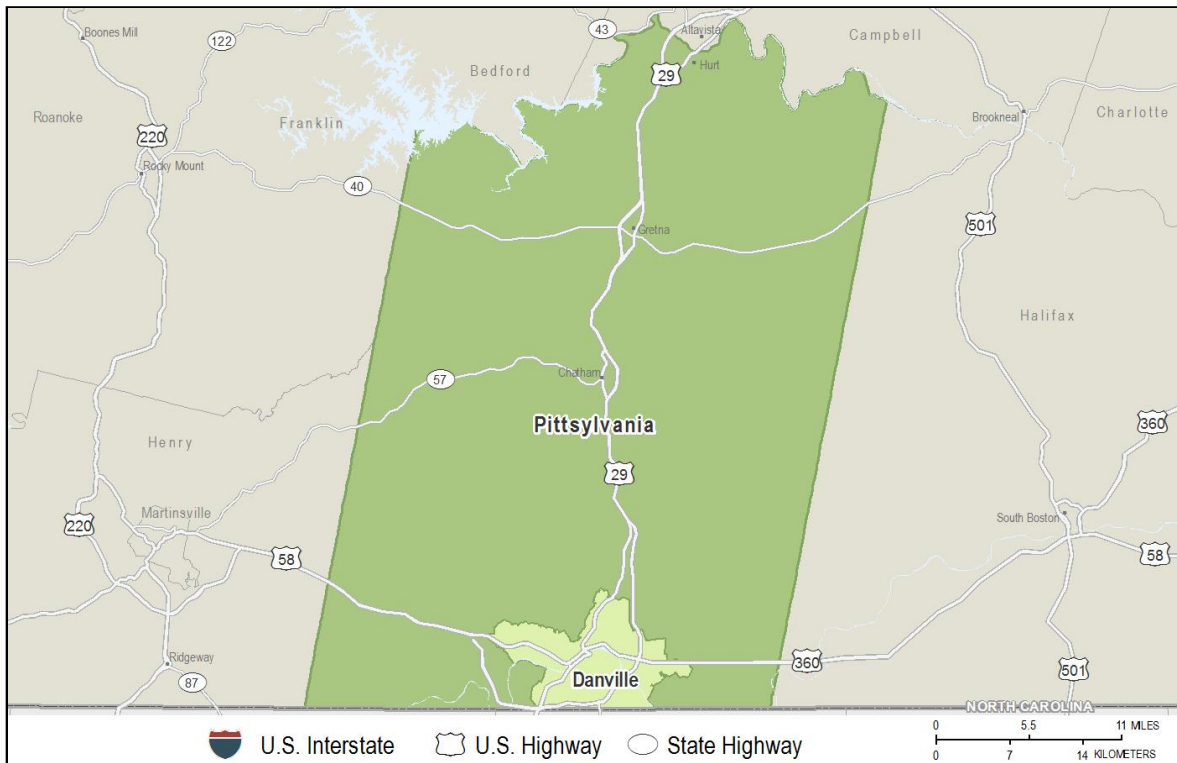 Boones Mill
122
43
Altavista
Campbell
Hurt
29
Bedford
Roanoke
Franklin
220
Rocky Mount
Brookneal
Charlotte
40
501
Gretna
Halifax
Chatham
57
Pittsylvania
360
Henry
29
Martinsville
220
South Boston
58
58
Ridgeway
87
Danville
360
501
NORTH CAROLINA
U.S. Interstate
U.S. Highway
State Highway
0 5.5 11 MILES
0 7 14 KILOMETERS